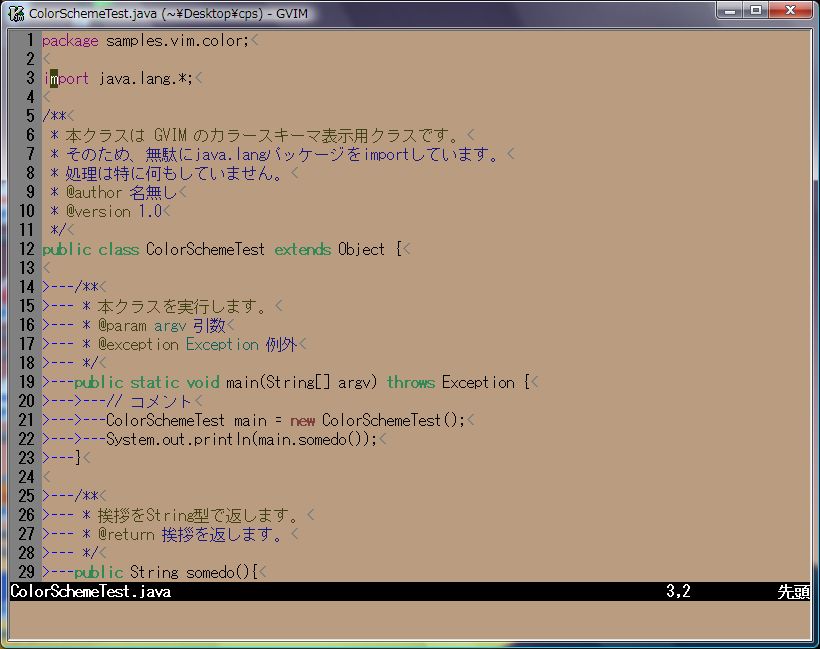 ColorSchemeTest.java (~¥Desktop¥cps) - GVIM
1 package samples.vim.color;<
2 <
3 import java.lang.*;<
4 <
5 /**<
6 * 本クラスは GVIM のカラースキーマ表示用クラスです。<
7 * そのため、無駄にjava.langパッケージをimportしています。<
8 * 処理は特に何もしていません。<
9 * @author 名無し<
10 * @version 1.0<
11 */<
12 public class ColorSchemeTest extends Object {<
13 <
14 >---/**<
15 >--- * 本クラスを実行します。<
16 >--- * @param argv 引数<
17 >--- * @exception Exception 例外<
18 >--- */<
19 >---public static void main(String[] argv) throws Exception {<
20 >--->---// コメント<
21 >--->---ColorSchemeTest main = new ColorSchemeTest();<
22 >--->---System.out.println(main.somedo());<
23 >---}<
24 <
25 >---/**<
26 >--- * 挨拶をString型で返します。<
27 >--- * @return 挨拶を返します。<
28 >--- */<
29 >---public String somedo(){<
ColorSchemeTest.java 3,2 先頭